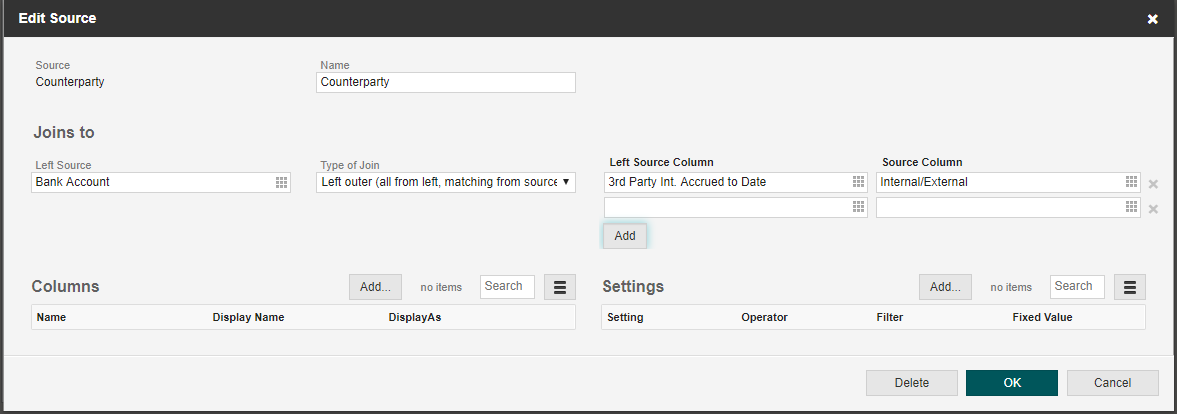 Edit Source
Source
Name
Counterparty
Counterparty
Joins to
Left Source
Type of Join
Left Source Column
Source Column
Bank Account
Left outer (all from left, matching from source
3rd Party Int. Accrued to Date
Internal/External
Add
Columns
Add...
no items
Search
Settings
Add...
no items
Search
Name
Display Name
DisplayAs
Setting
Operator
Filter
Fixed Value
Delete
OK
Cancel